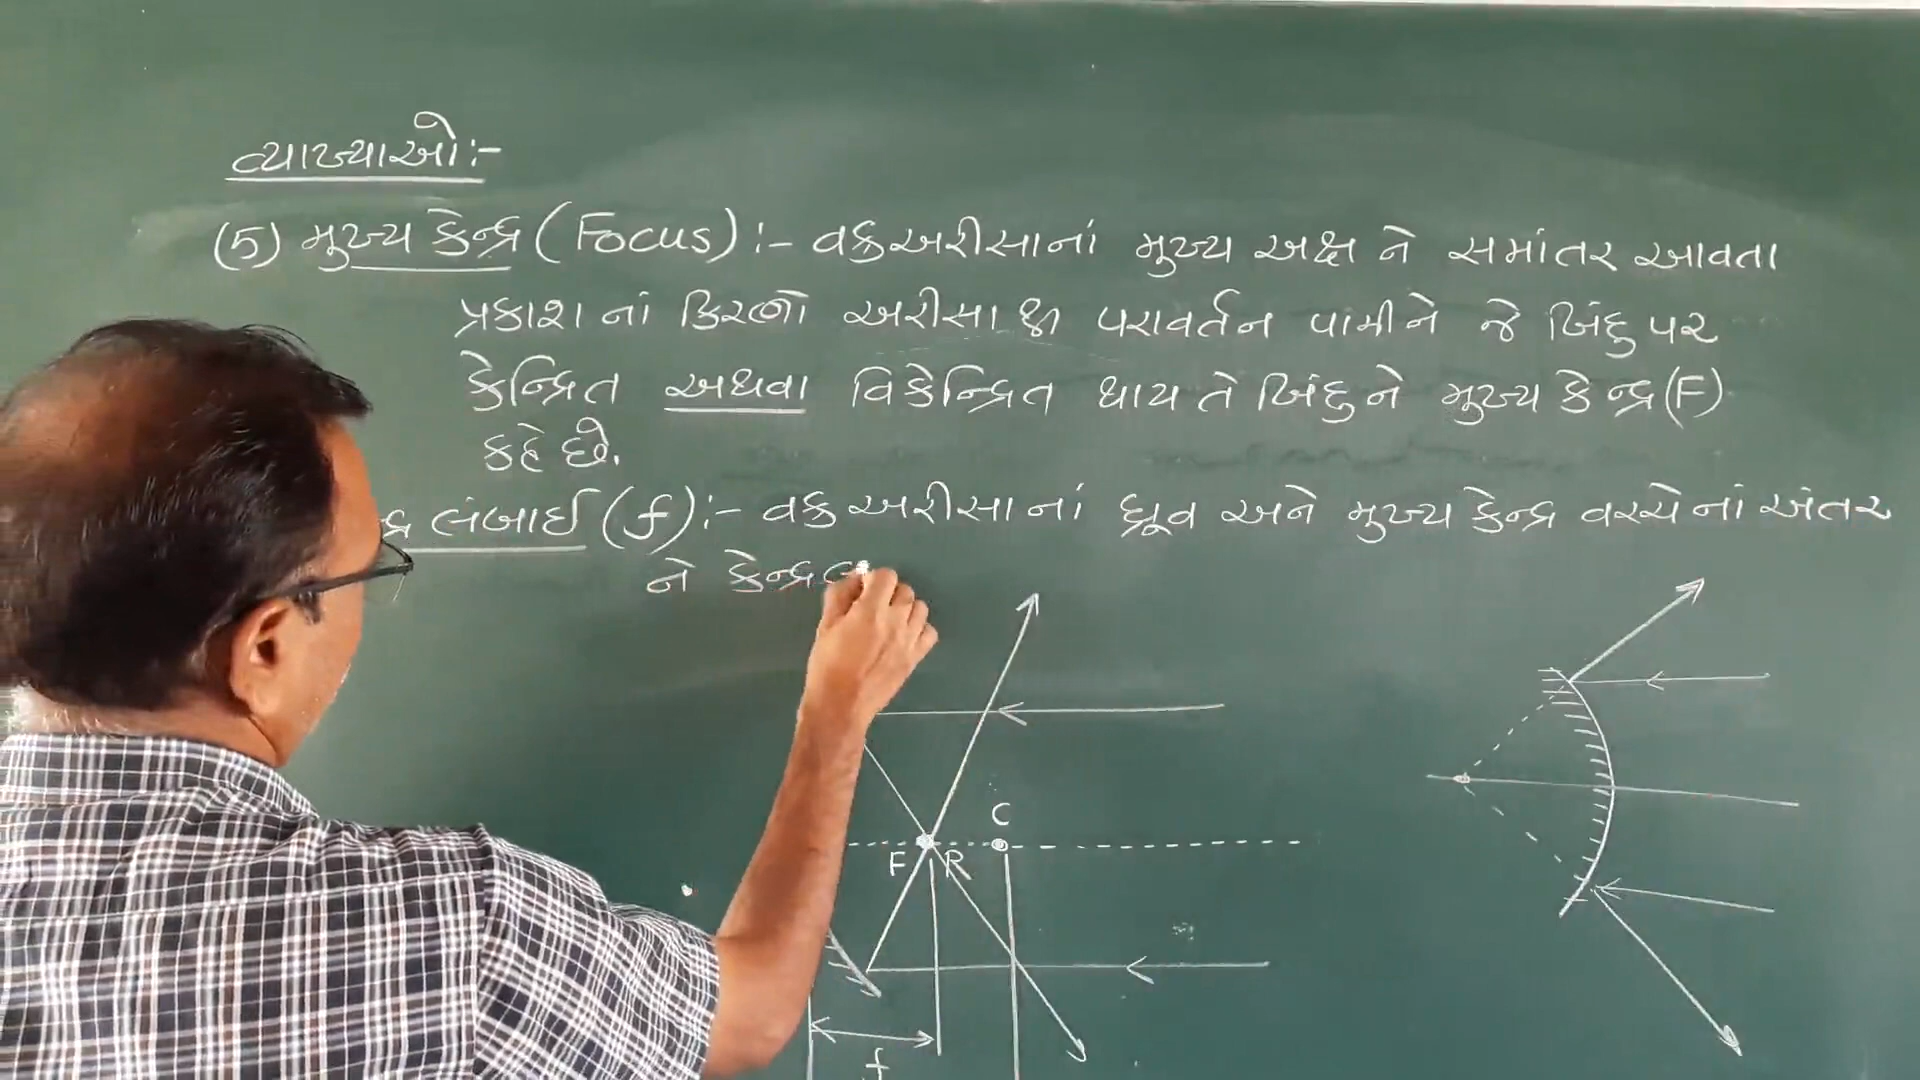 વ્યાખ્યાઓ:-
(5) મુખ્ય કેન્દ્ર (Focus) :- વક્રઅરીસાનાં મુખ્ય અક્ષ ને સમાંતર આવતા
પ્રકાશ નાં કિરણો અરીસા થી પરાવર્તન પામીને જે બિંદુ પર
કેન્દ્રિત અથવા વિકેન્દ્રિત થાય તે બિંદુને મુખ્ય કેન્દ્ર (F)
કહે છે.
લંબાઈ (f) :- વક્ર અરીસાનાં ધ્રૂવ અને મુખ્ય કેન્દ્ર વચ્ચેનાં અંતર
ને કેન્દ્ર
C
F R
f